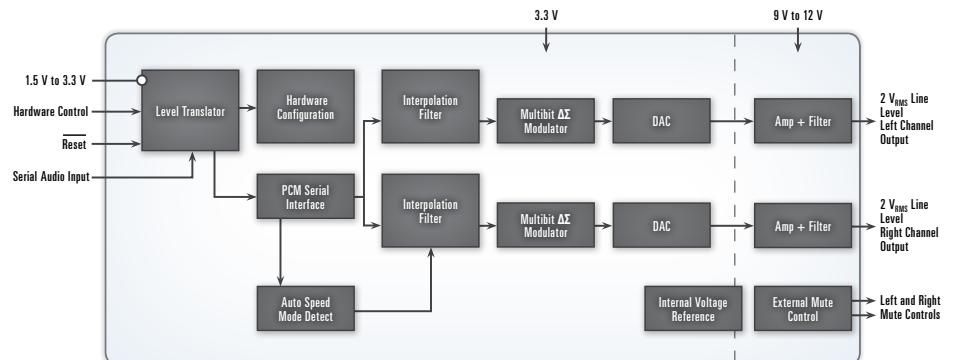 3.3 V
9 V to 12 V
1.5 V to 3.3 V
Hardware Control
Reset
Serial Audio Input
Level Translator
Hardware
Configuration
PCM Serial
Interface
Auto Speed
Mode Detect
Interpolation
Filter
Multibit ΔΣ
Modulator
DAC
Amp + Filter
2 VRMS Line
Level
Left Channel
Output
Interpolation
Filter
Multibit ΔΣ
Modulator
DAC
Amp + Filter
2 VRMS Line
Level
Right Channel
Output
Internal Voltage
Reference
External Mute
Control
Left and Right
Mute Controls